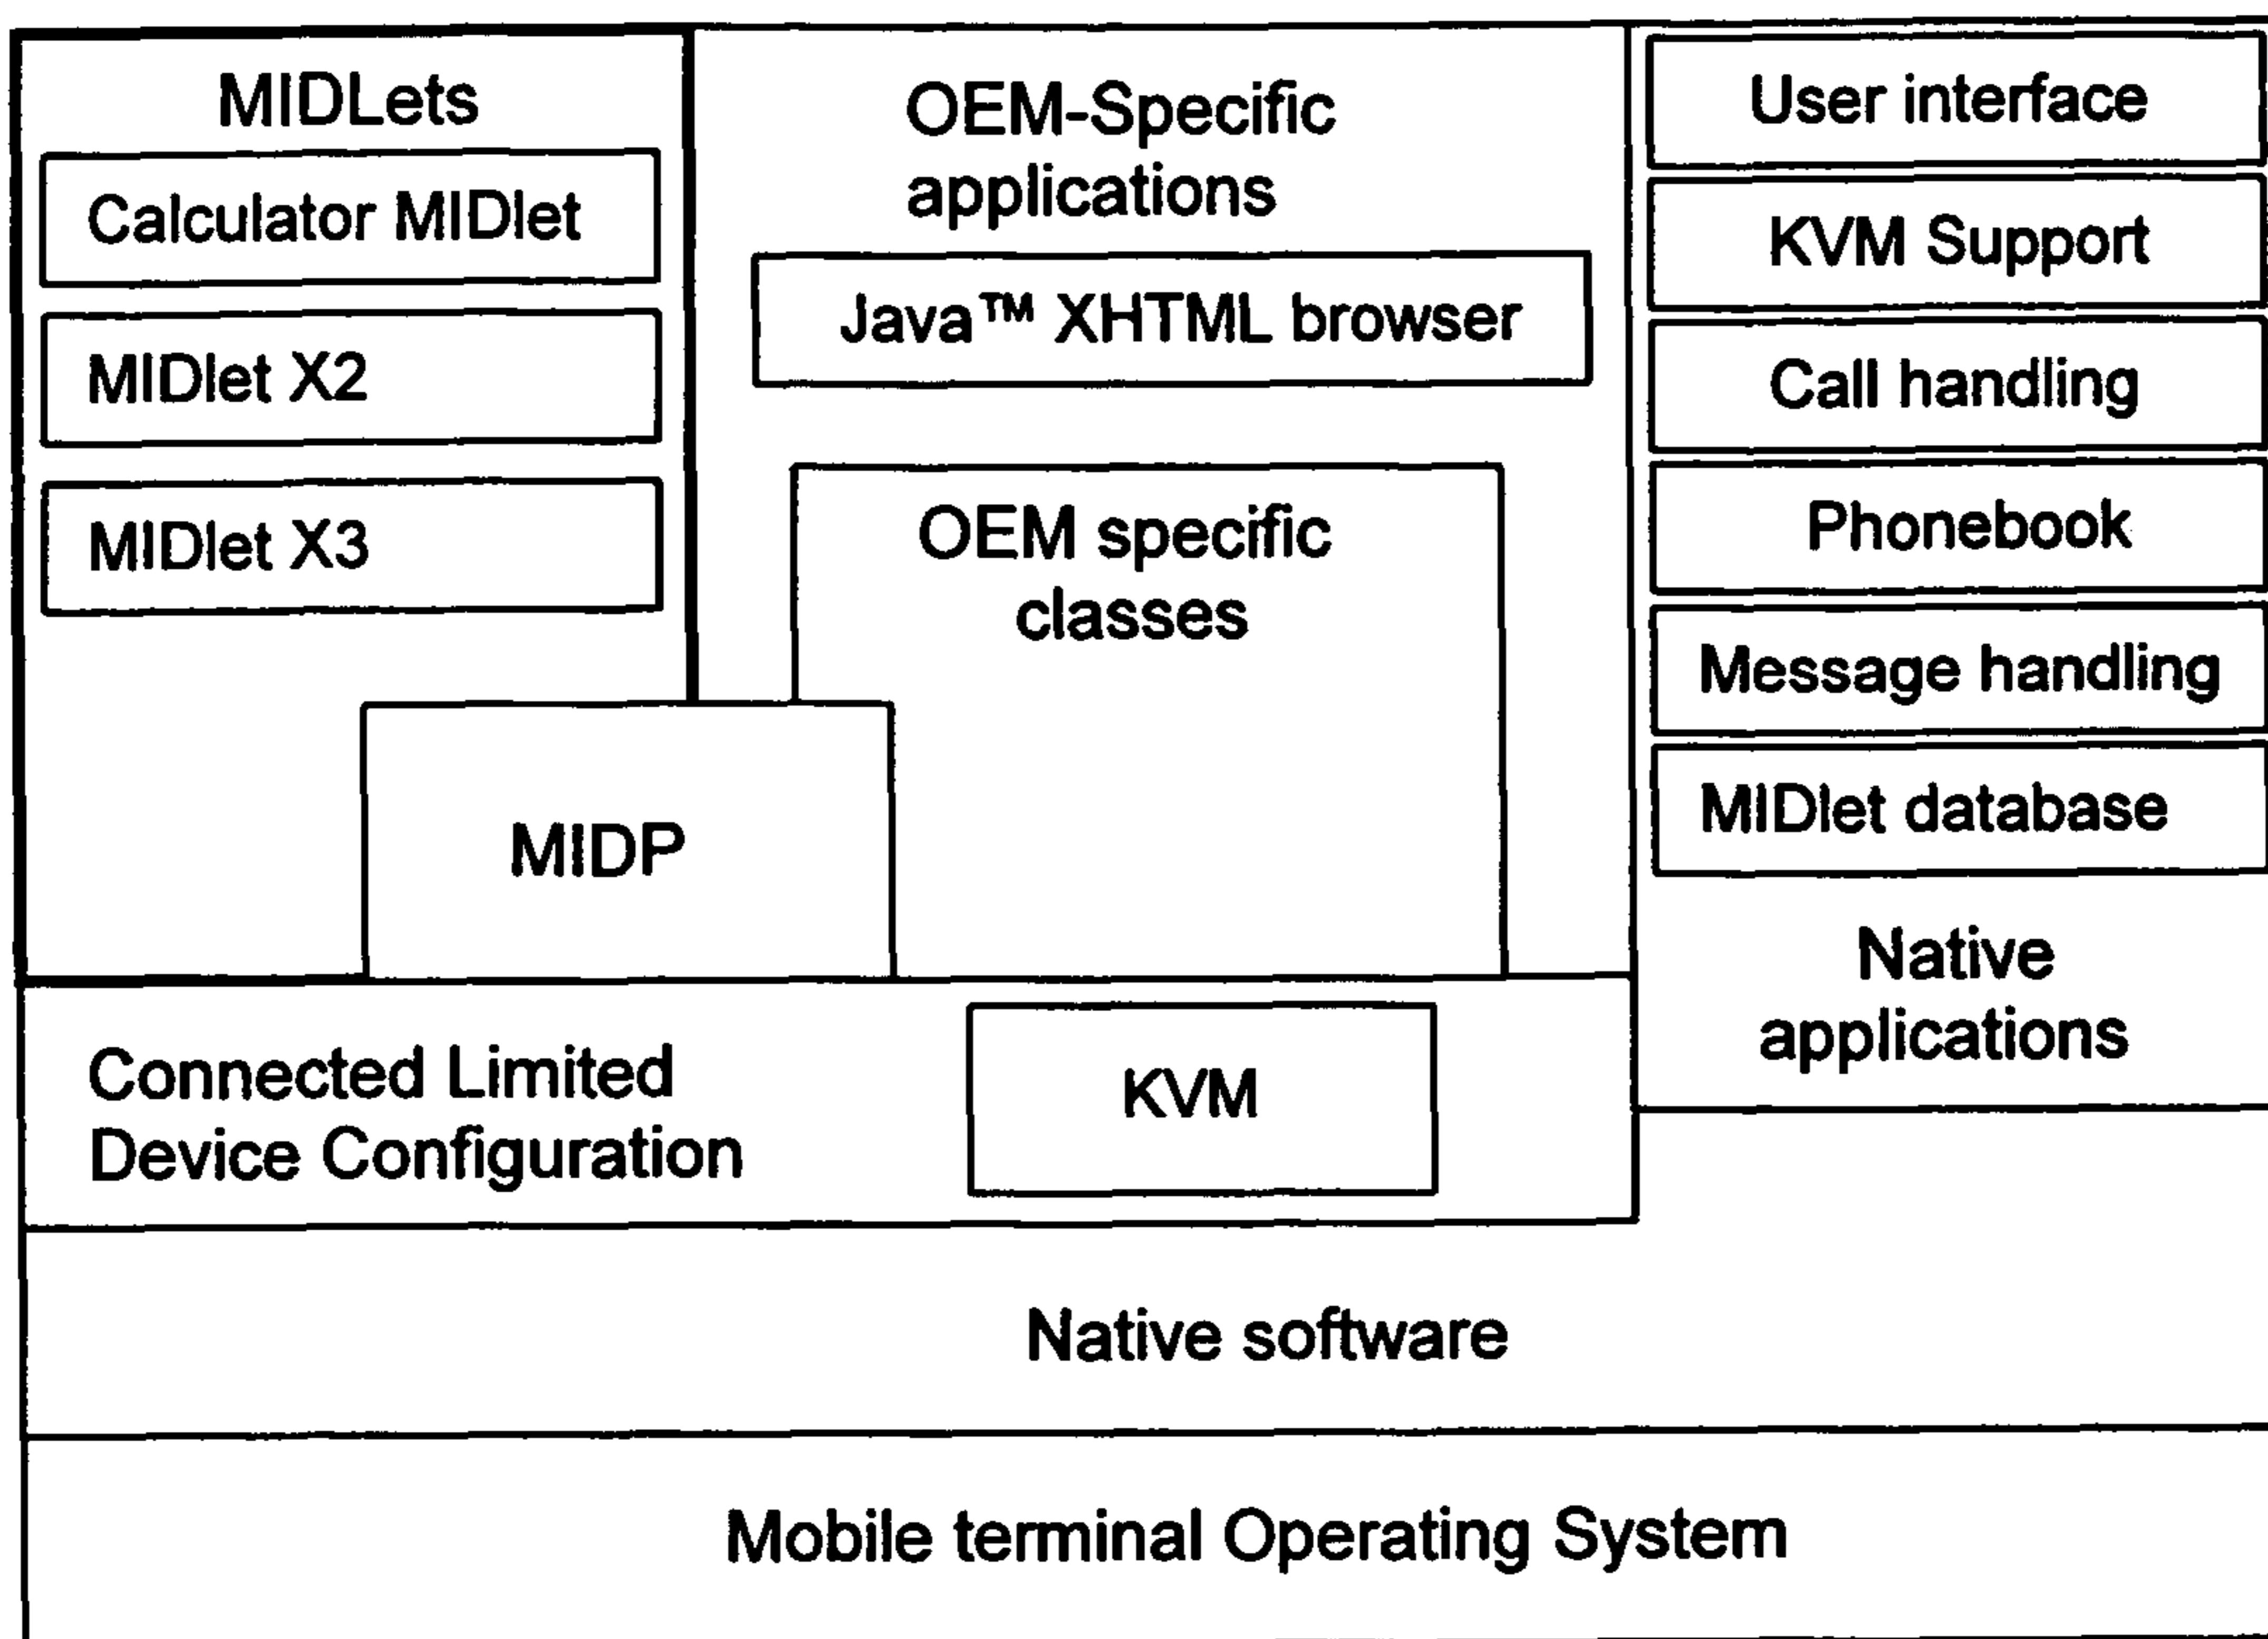 MIDLets
Calculator MIDlet
MIDlet X2
MIDlet X3
OEM-Specific
applications
Java™ XHTML browser
OEM specific
classes
MIDP
User interface
KVM Support
Call handling
Phonebook
Message handling
MIDlet database
Native
applications
Connected Limited
Device Configuration
KVM
Native software
Mobile terminal Operating System